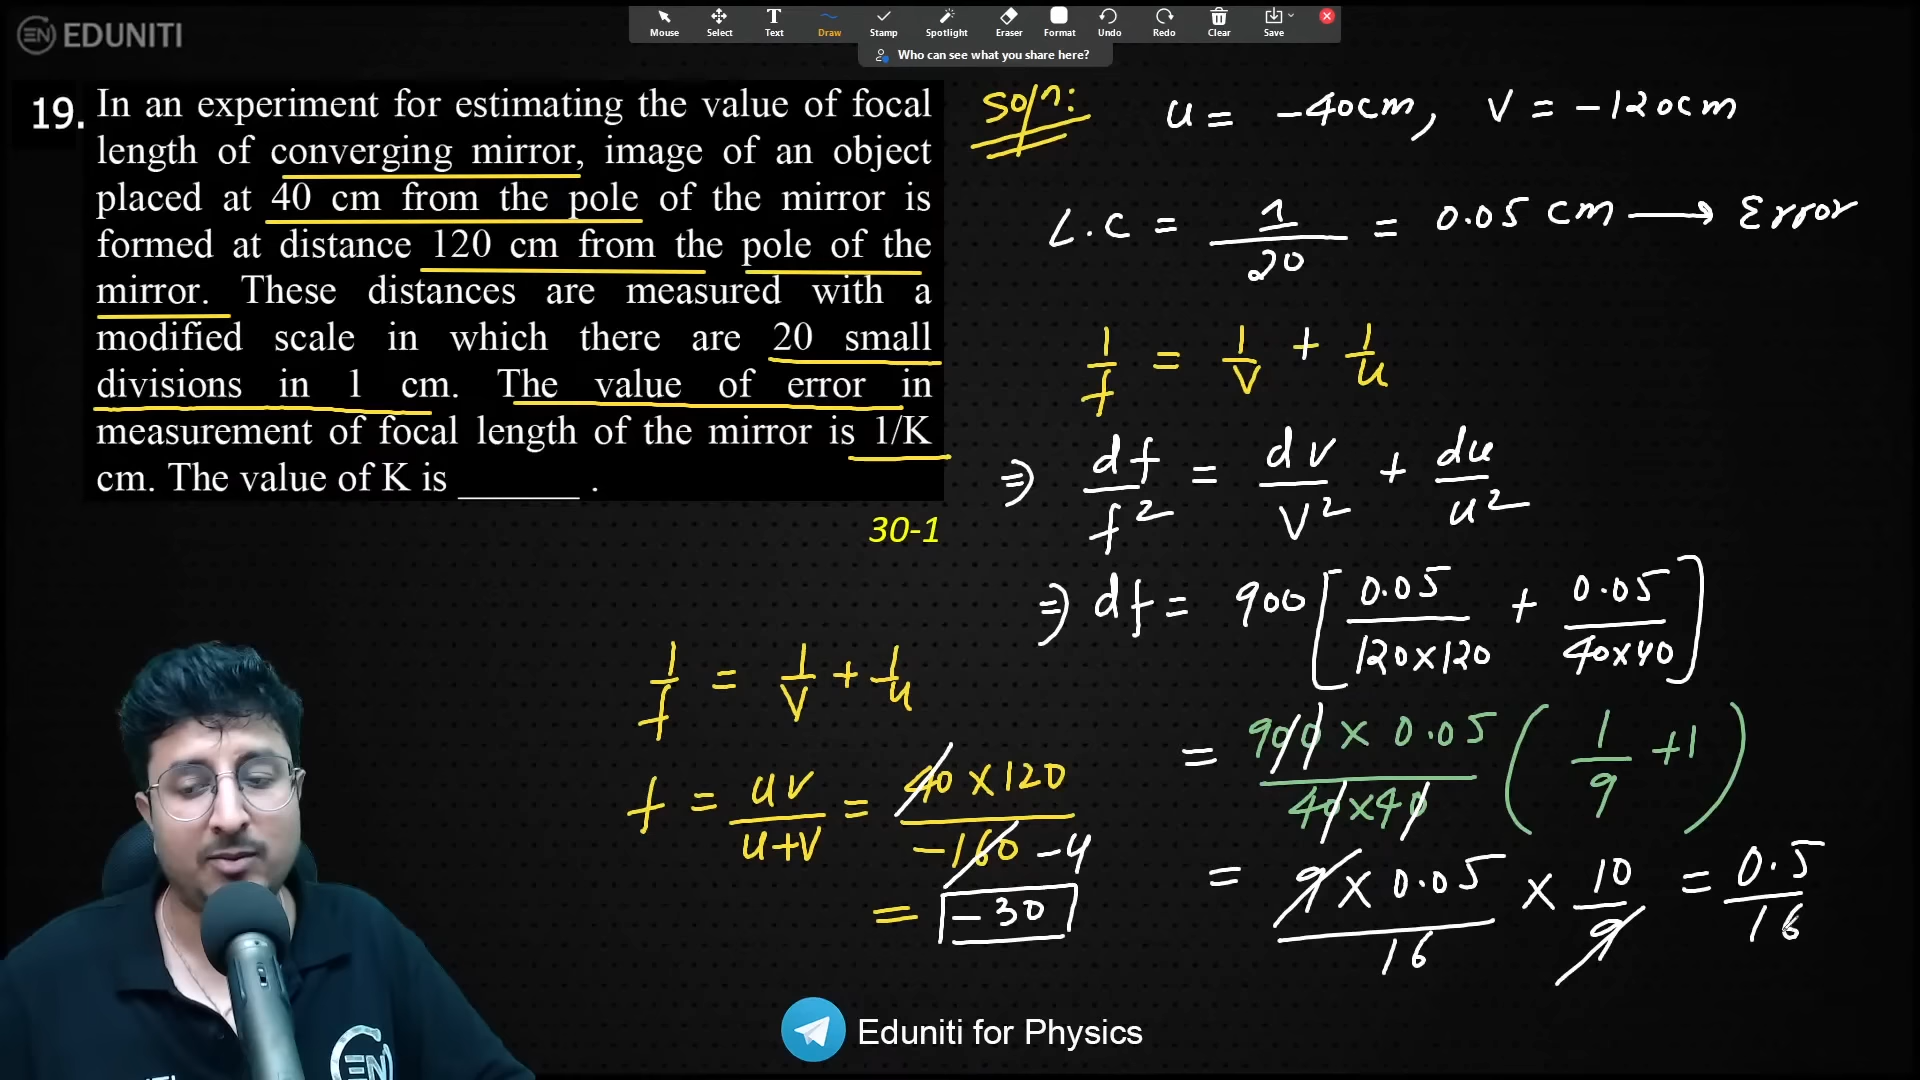 EN EDUNITI
Mouse Select Text Draw Stamp Spotlight Eraser Format Undo Redo Clear Save
Who can see what you share here?
19. In an experiment for estimating the value of focal
length of converging mirror, image of an object
placed at 40 cm from the pole of the mirror is
formed at distance 120 cm from the pole of the
mirror. These distances are measured with a
modified scale in which there are 20 small
divisions in 1 cm. The value of error in
measurement of focal length of the mirror is 1/K
cm. The value of K is ______ .
30-1
Soln: u = -40cm, v = -120cm
L.C = 1/20 = 0.05 cm → Error
1/f = 1/v + 1/u
⇒ df/f² = dv/v² + du/u²
⇒ df = 900 [ 0.05/120×120 + 0.05/40×40 ]
= 900 × 0.05/40×40 ( 1/9 + 1 )
= 9 × 0.05/16 × 10/9 = 0.5/16
1/f = 1/v + 1/u
f = uv/u+v = 40 × 120/-160 -4
= -30
EN
Eduniti for Physics